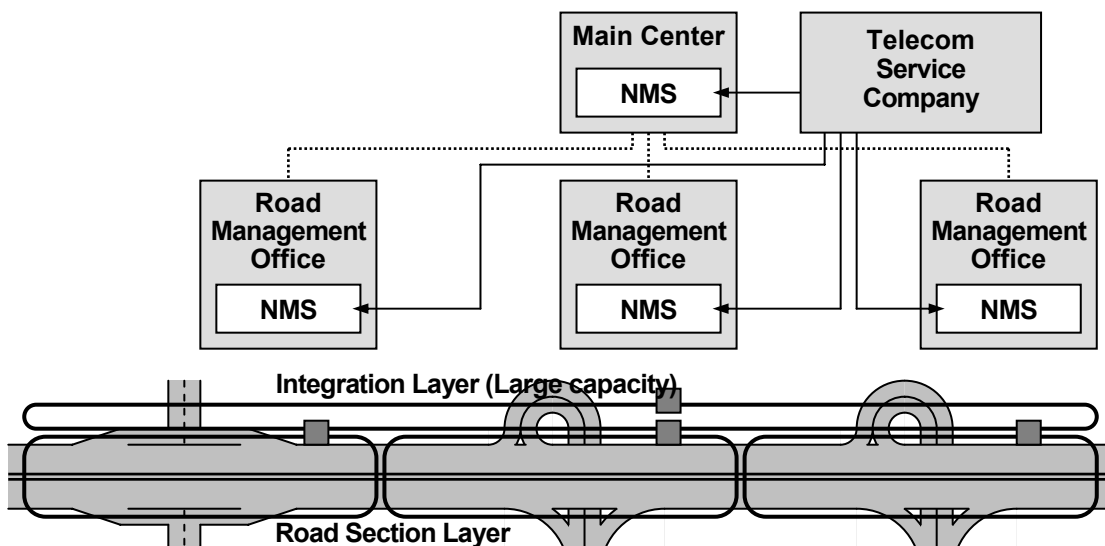 Main Center
NMS
Telecom
Service
Company
Road
Management
Office
NMS
Road
Management
Office
NMS
Road
Management
Office
NMS
Integration Layer (Large capacity)
Road Section Layer